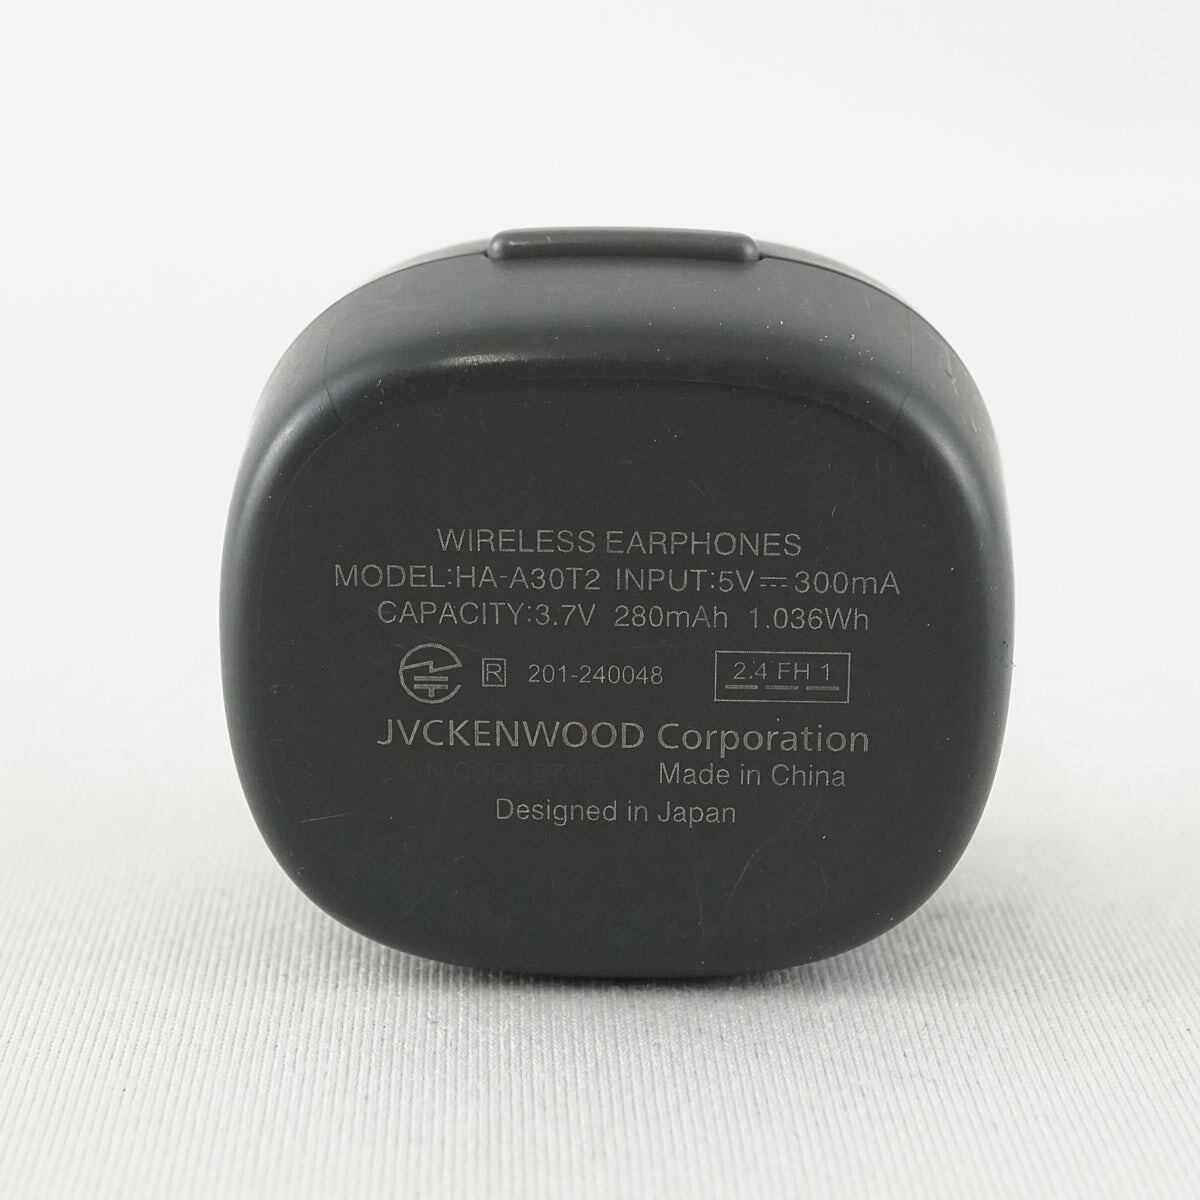 WIRELESS EARPHONES
MODEL:HA-A30T2 INPUT:5V⎓300mA
CAPACITY:3.7V 280mAh 1.036Wh
R 201-240048 2.4 FH 1
JVCKENWOOD Corporation
S/N Made in China
Designed in Japan